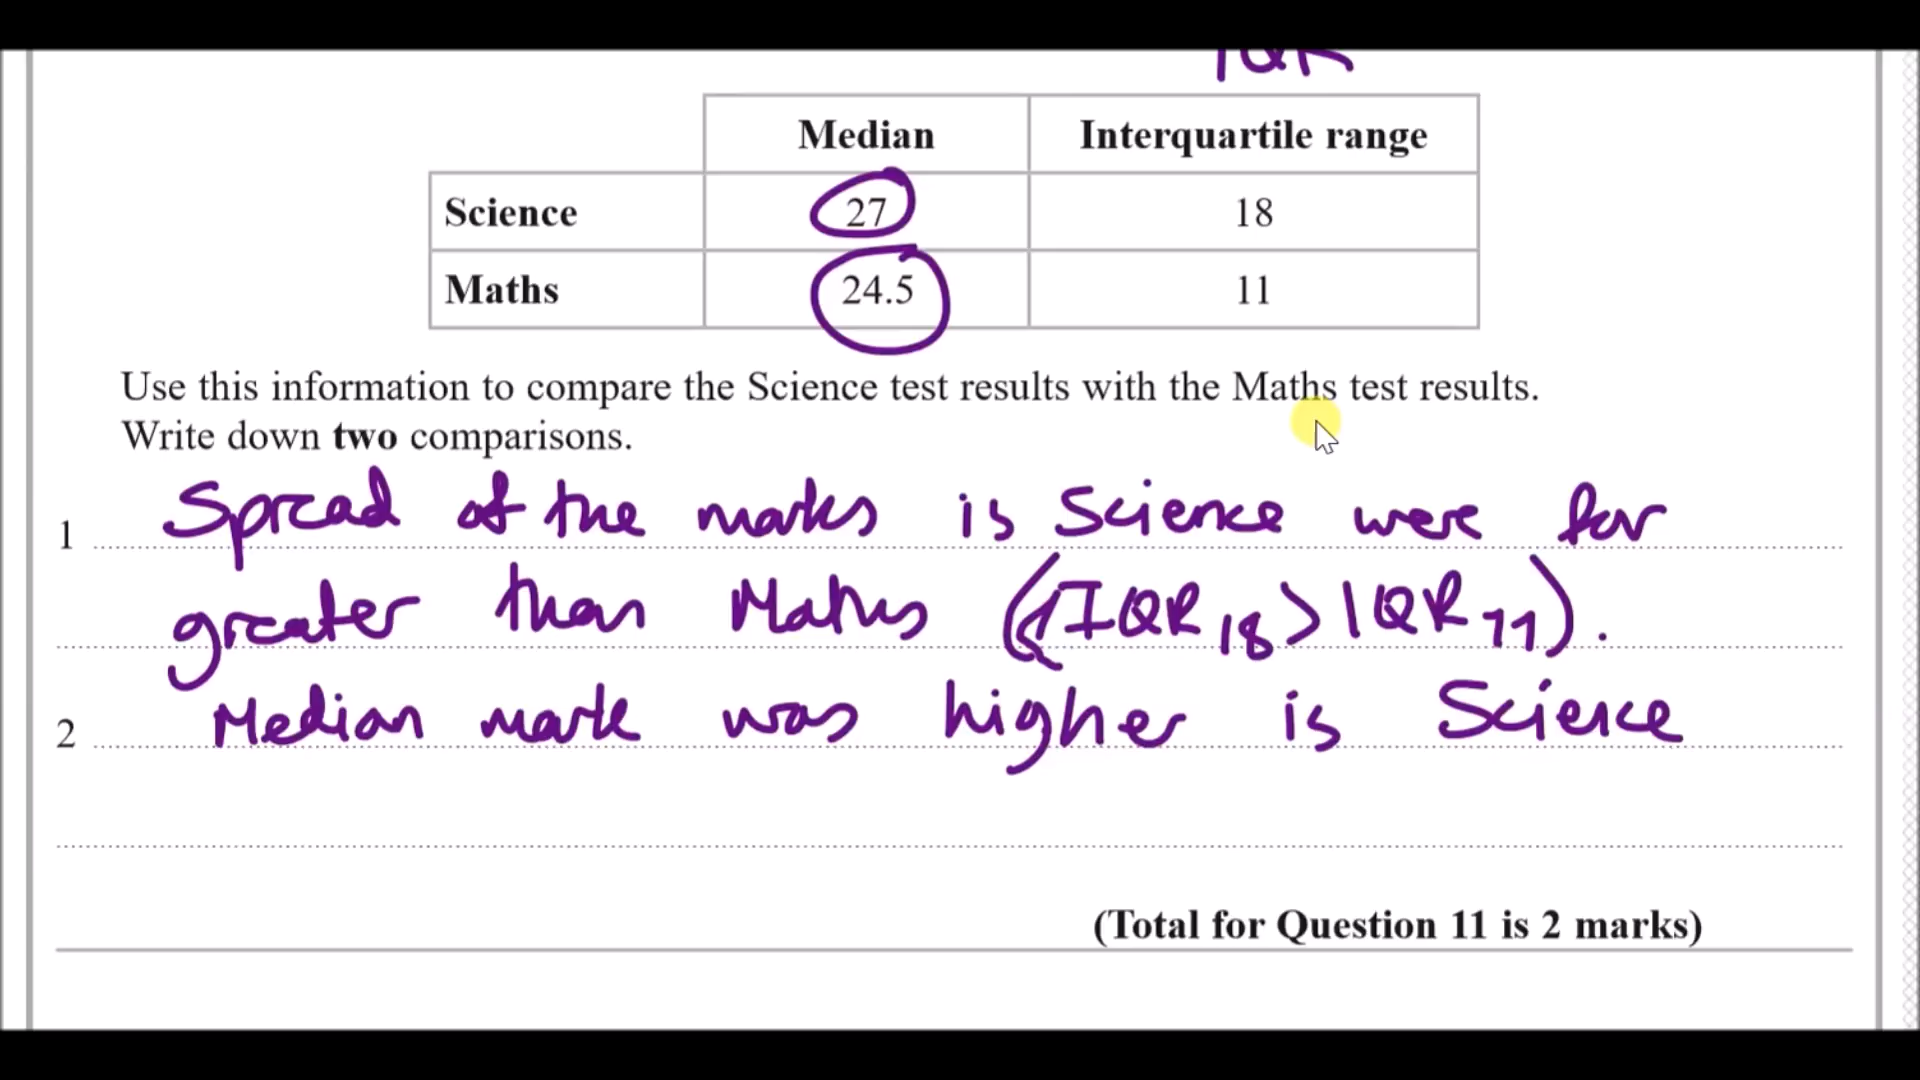 IQR
Median Interquartile range
Science 27 18
Maths 24.5 11
Use this information to compare the Science test results with the Maths test results.
Write down two comparisons.
1 Spread of the marks is Science were far
greater than Maths (IQR 18 > IQR 11).
2 Median mark was higher is Science
(Total for Question 11 is 2 marks)